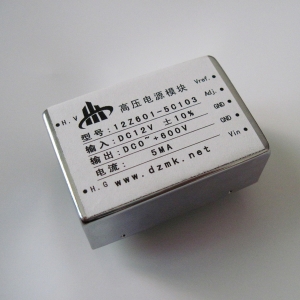 高压电源模块
型号: 12Z601-5C103
输入: DC12V ±10%
输出: DC0~+600V
电流: 5MA
www.dzmk.net
H.V
H.G
Vref.
Adj.
GND
GND
Vin